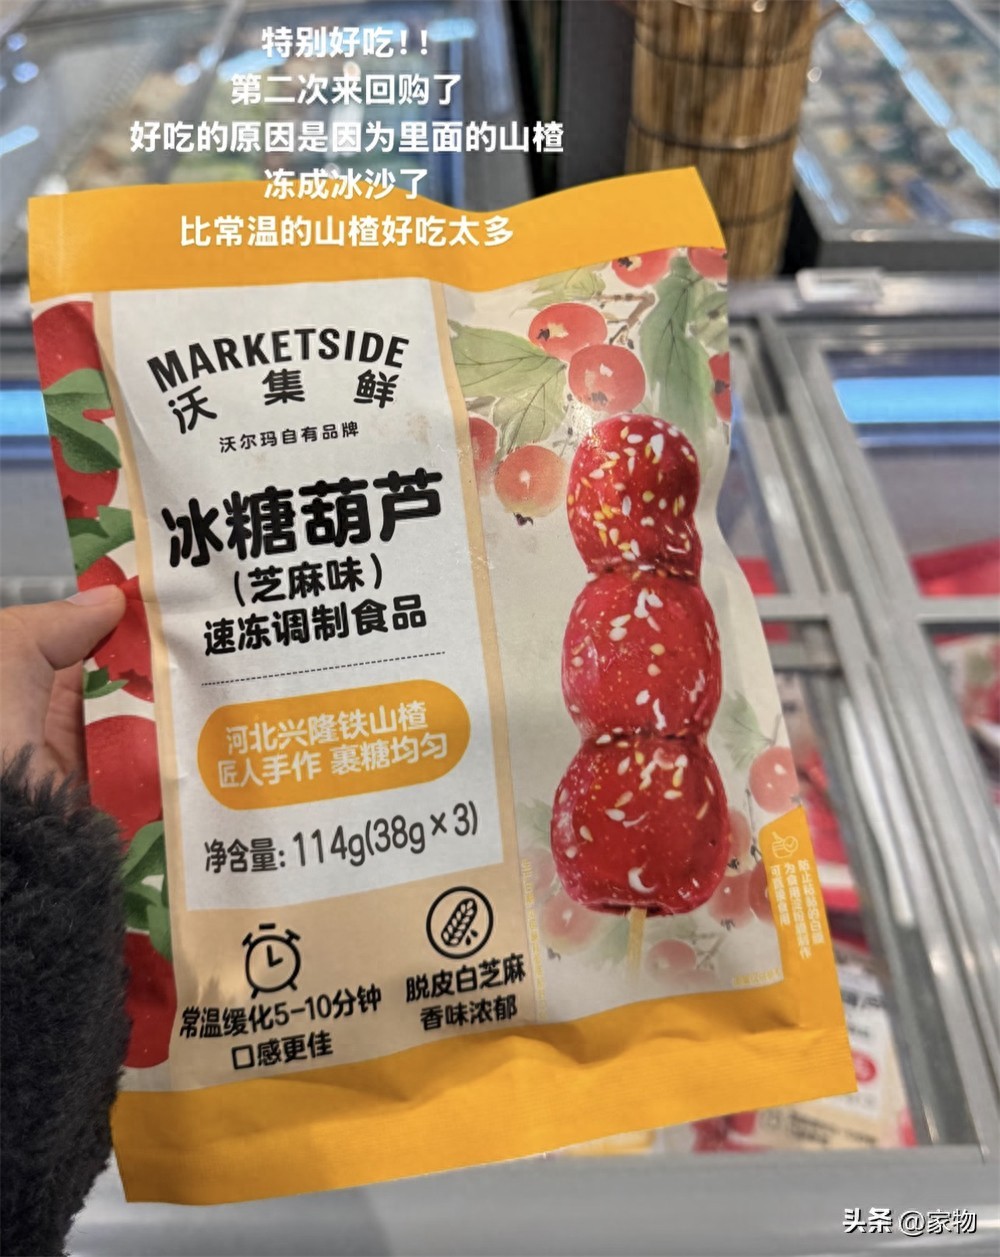 特别好吃！！
第二次来回购了
好吃的原因是因为里面的山楂
冻成冰沙了
比常温的山楂好吃太多
MARKETSIDE
沃集鲜
沃尔玛自有品牌
冰糖葫芦
(芝麻味)
速冻调制食品
河北兴隆铁山楂
匠人手作 裹糖均匀
净含量: 114g(38g×3)
常温缓化5-10分钟
口感更佳
脱皮白芝麻
香味浓郁
可直接食用
头条 @家物